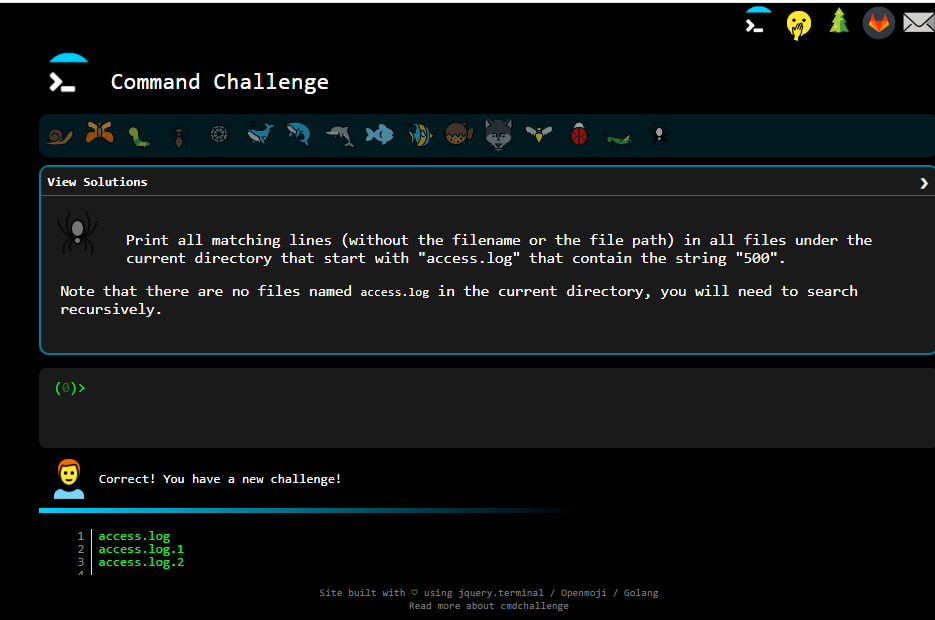 Command Challenge
View Solutions
Print all matching lines (without the filename or the file path) in all files under the
current directory that start with "access.log" that contain the string "500".
Note that there are no files named access.log in the current directory, you will need to search
recursively.
(0)>
Correct! You have a new challenge!
1 access.log
2 access.log.1
3 access.log.2
Site built with ♡ using jquery.terminal / Openmoji / Golang
Read more about cmdchallenge